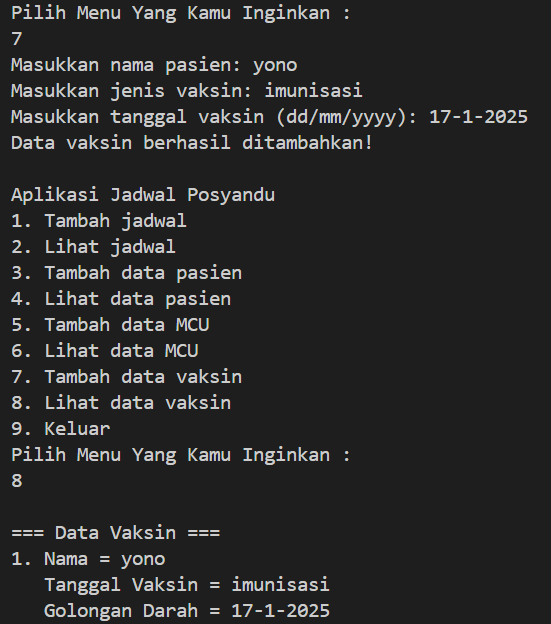 Pilih Menu Yang Kamu Inginkan :
7
Masukkan nama pasien: yono
Masukkan jenis vaksin: imunisasi
Masukkan tanggal vaksin (dd/mm/yyyy): 17-1-2025
Data vaksin berhasil ditambahkan!

Aplikasi Jadwal Posyandu
1. Tambah jadwal
2. Lihat jadwal
3. Tambah data pasien
4. Lihat data pasien
5. Tambah data MCU
6. Lihat data MCU
7. Tambah data vaksin
8. Lihat data vaksin
9. Keluar
Pilih Menu Yang Kamu Inginkan :
8

=== Data Vaksin ===
1. Nama = yono
   Tanggal Vaksin = imunisasi
   Golongan Darah = 17-1-2025